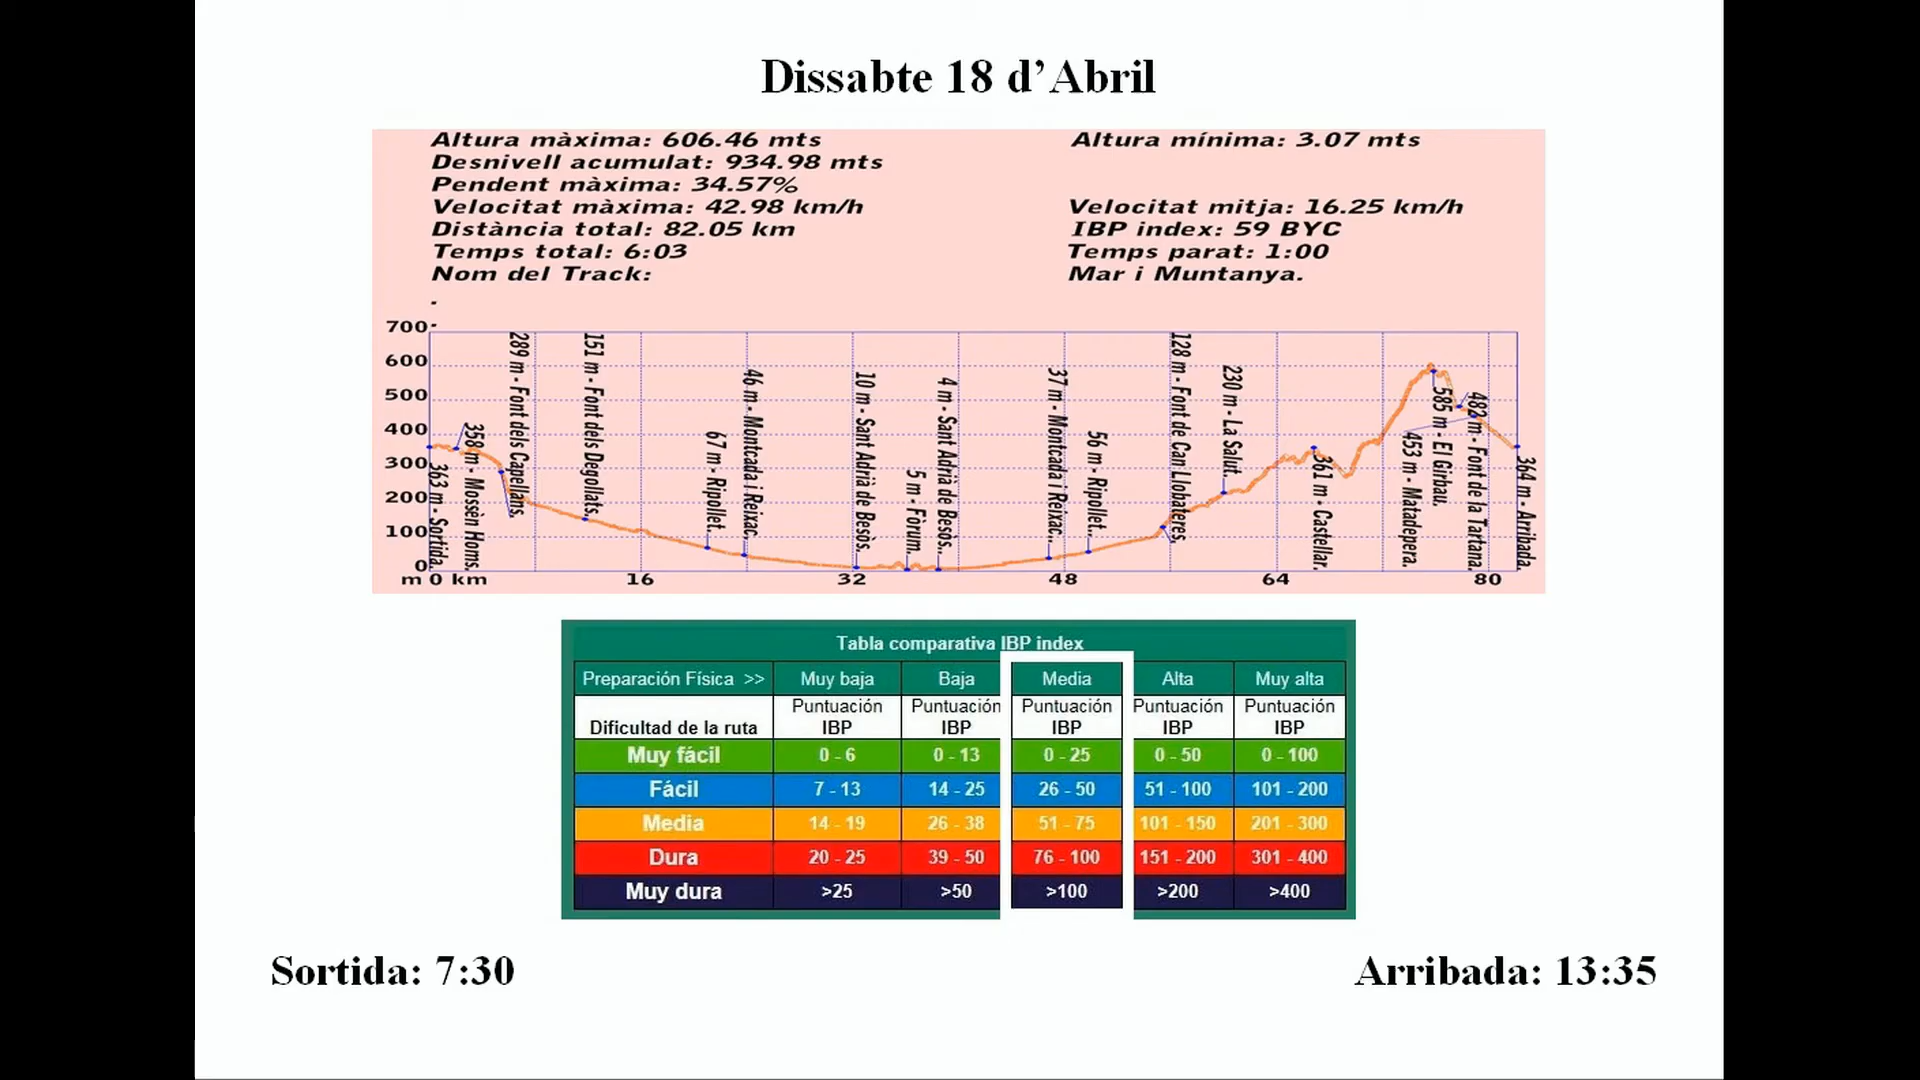 Dissabte 18 d’Abril
Altura màxima: 606.46 mts
Altura mínima: 3.07 mts
Desnivell acumulat: 934.98 mts
Pendent màxima: 34.57%
Velocitat màxima: 42.98 km/h
Velocitat mitja: 16.25 km/h
Distància total: 82.05 km
IBP index: 59 BYC
Temps total: 6:03
Temps parat: 1:00
Nom del Track:
Mar i Muntanya.
700
600
500
400
300
200
100
0
363 m - Sortida.
358 m - Mossèn Homs.
289 m - Font dels Capellans.
151 m - Font dels Degollats.
67 m - Ripollet.
46 m - Montcada i Reixac.
10 m - Sant Adrià de Besòs.
5 m - Fòrum.
4 m - Sant Adrià de Besòs.
37 m - Montcada i Reixac.
56 m - Ripollet.
128 m - Font de Can Llobateres.
230 m - La Salut.
361 m - Castellar.
453 m - Matadepera.
585 m - El Girbau.
482 m - Font de la Tartana.
364 m - Arribada.
m 0 km 16 32 48 64 80
Tabla comparativa IBP index
Preparación Física >> Muy baja Baja Media Alta Muy alta
Dificultad de la ruta Puntuación IBP Puntuación IBP Puntuación IBP Puntuación IBP Puntuación IBP
Muy fácil 0 - 6 0 - 13 0 - 25 0 - 50 0 - 100
Fácil 7 - 13 14 - 25 26 - 50 51 - 100 101 - 200
Media 14 - 19 26 - 38 51 - 75 101 - 150 201 - 300
Dura 20 - 25 39 - 50 76 - 100 151 - 200 301 - 400
Muy dura >25 >50 >100 >200 >400
Sortida: 7:30
Arribada: 13:35